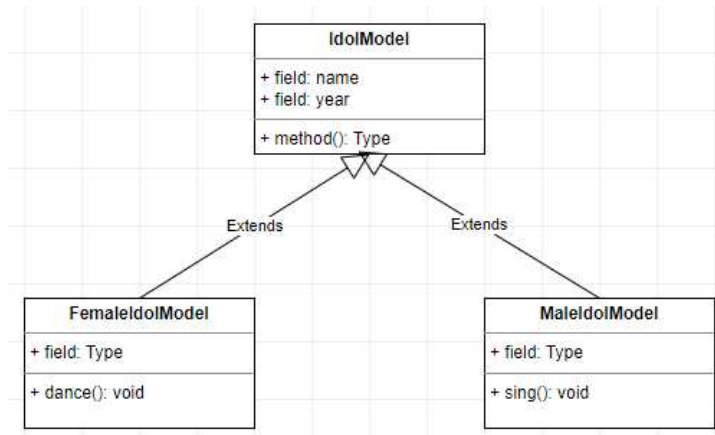 IdolModel
+ field: name
+ field: year
+ method(): Type
Extends
Extends
FemaleIdolModel
+ field: Type
+ dance(): void
MaleIdolModel
+ field: Type
+ sing(): void